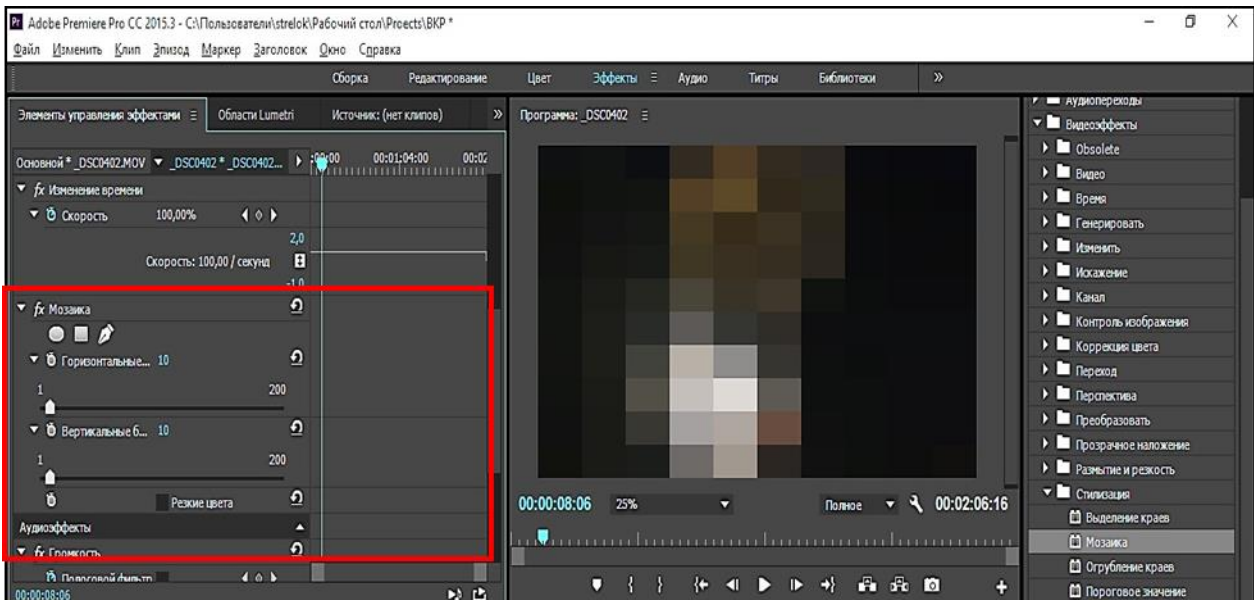 Adobe Premiere Pro CC 2015.3 - C:\Пользователи\strelok\Рабочий стол\Proects\ВКР *
Файл Изменить Клип Эпизод Маркер Заголовок Окно Справка
Сборка Редактирование Цвет Эффекты Аудио Титры Библиотеки »
Элементы управления эффектами Области Lumetri Источник: (нет клипов) »
Основной * _DSC0402.MOV _DSC0402 * _DSC0402... :00:00 00:01:04:00 00:02
fx Изменение времени
Скорость 100,00%
2,0
Скорость: 100,00 / секунд
-1,0
fx Мозаика
Горизонтальные... 10
1 200
Вертикальные б... 10
1 200
Резкие цвета
Аудиоэффекты
fx Громкость
Полосовой фильтр
00:00:08:06
Программа: _DSC0402
00:00:08:06 25% Полное 00:02:06:16
Аудиопереходы
Видеоэффекты
Obsolete
Видео
Время
Генерировать
Изменить
Искажение
Канал
Контроль изображения
Коррекция цвета
Переход
Перспектива
Преобразовать
Прозрачное наложение
Размытие и резкость
Стилизация
Выделение краев
Мозаика
Огрубление краев
Пороговое значение